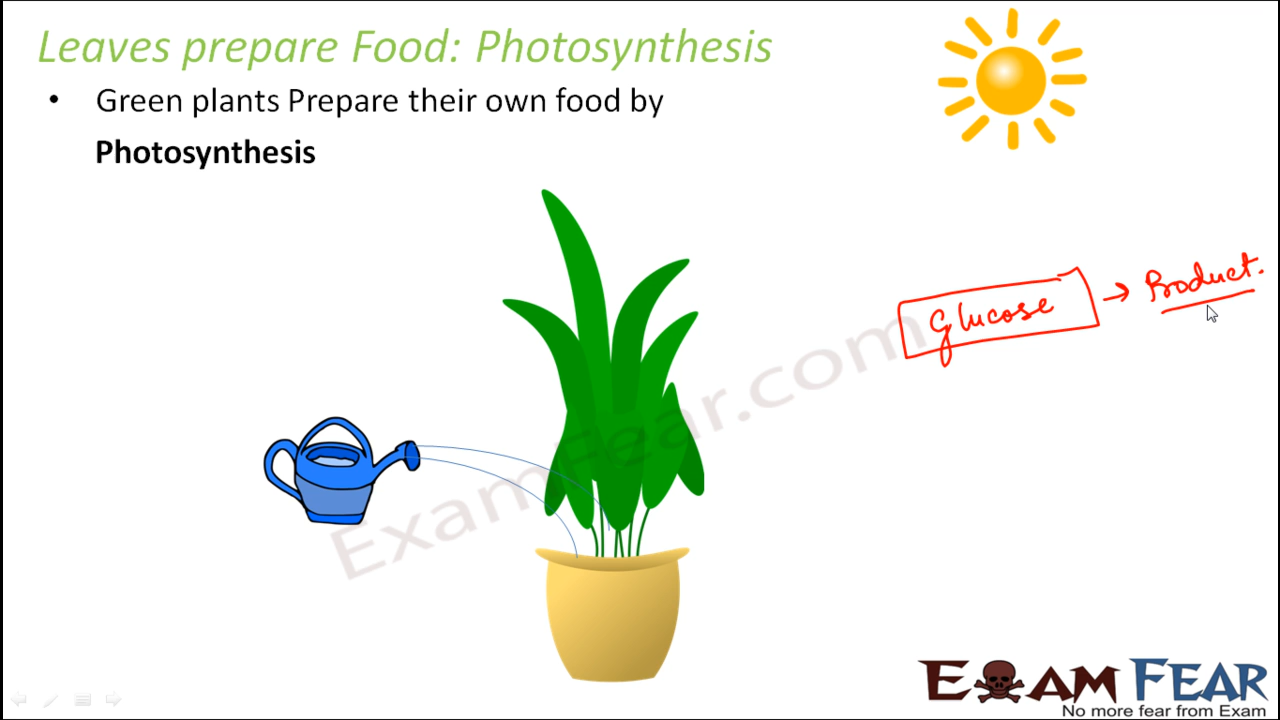 Leaves prepare Food: Photosynthesis
• Green plants Prepare their own food by
Photosynthesis
Glucose → Product.
ExamFear.com
EXAM FEAR
No more fear from Exam